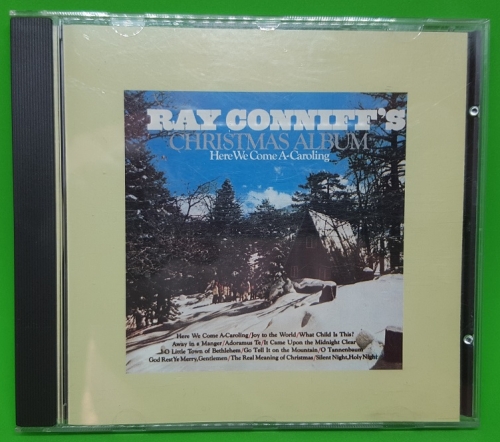 RAY CONNIFF'S
CHRISTMAS ALBUM
Here We Come A-Caroling
Here We Come A-Caroling/Joy to the World/What Child Is This?
Away in a Manger/Adoramus Te/It Came Upon the Midnight Clear
O Little Town of Bethlehem/Go Tell It on the Mountain/O Tannenbaum
God Rest Ye Merry, Gentlemen/The Real Meaning of Christmas/Silent Night, Holy Night